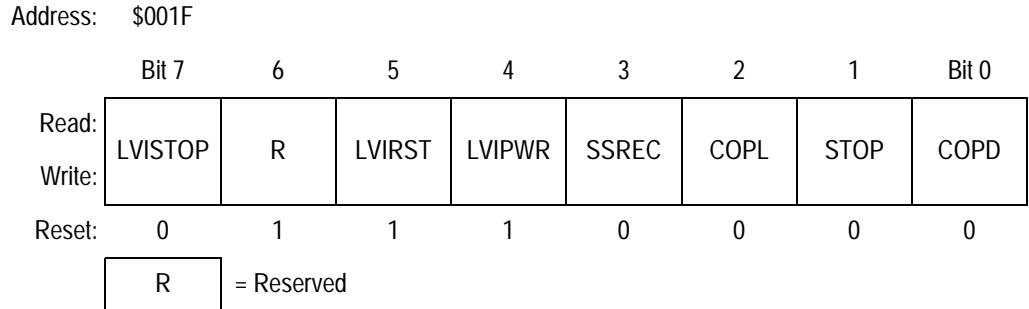 Address: $001F
Bit 7 6 5 4 3 2 1 Bit 0
Read:
LVISTOP R LVIRST LVIPWR SSREC COPL STOP COPD
Write:
Reset: 0 1 1 1 0 0 0 0
R = Reserved